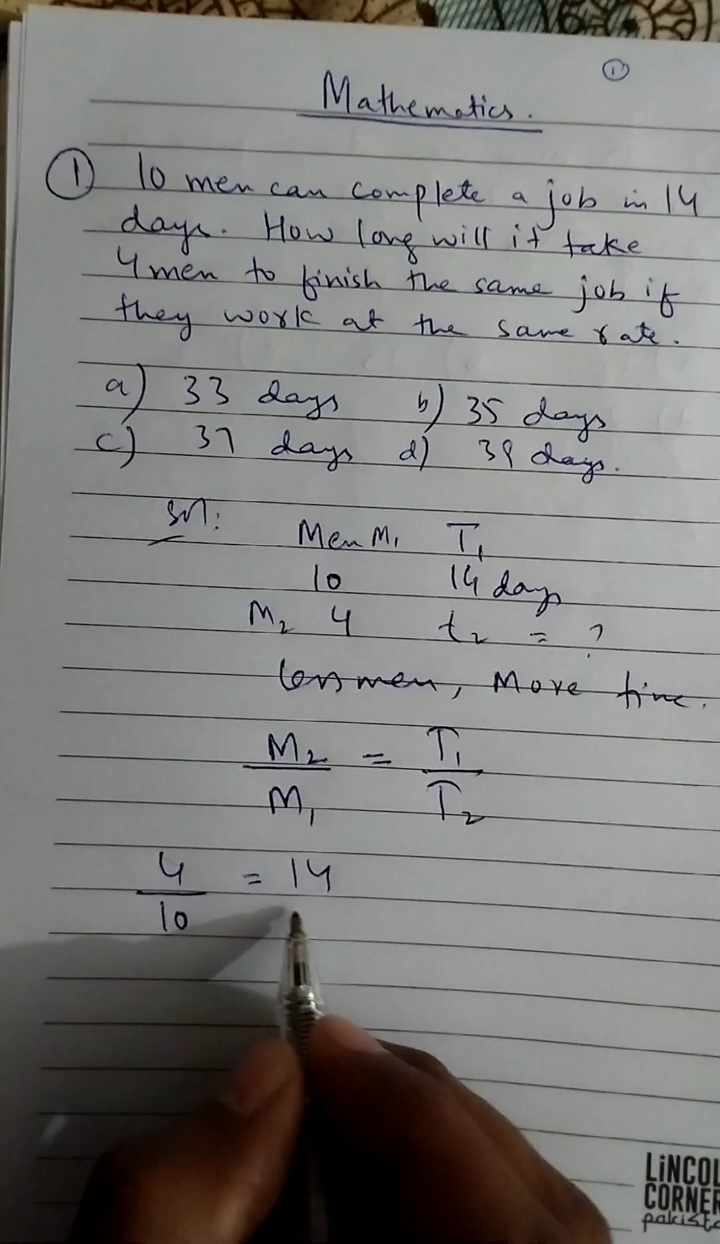 ①
Mathematics.
① 10 men can complete a job in 14
days. How long will it take
4 men to finish the same job if
they work at the same rate.
a) 33 days b) 35 days
c) 37 days d) 39 days.
Sol:
Men M₁ T₁
10 14 days
M₂ 4 t₂ = ?
Less men, More time.
M₂ = T₁
M₁ T₂
4 = 14
10
LiNCOL
CORNER
pakista